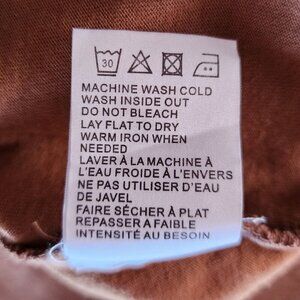 30
MACHINE WASH COLD
WASH INSIDE OUT
DO NOT BLEACH
LAY FLAT TO DRY
WARM IRON WHEN
NEEDED
LAVER À LA MACHINE À
L'EAU FROIDE À L'ENVERS
NE PAS UTILISER D'EAU
DE JAVEL
FAIRE SÉCHER À PLAT
REPASSER A FAIBLE
INTENSITÉ AU BESOIN